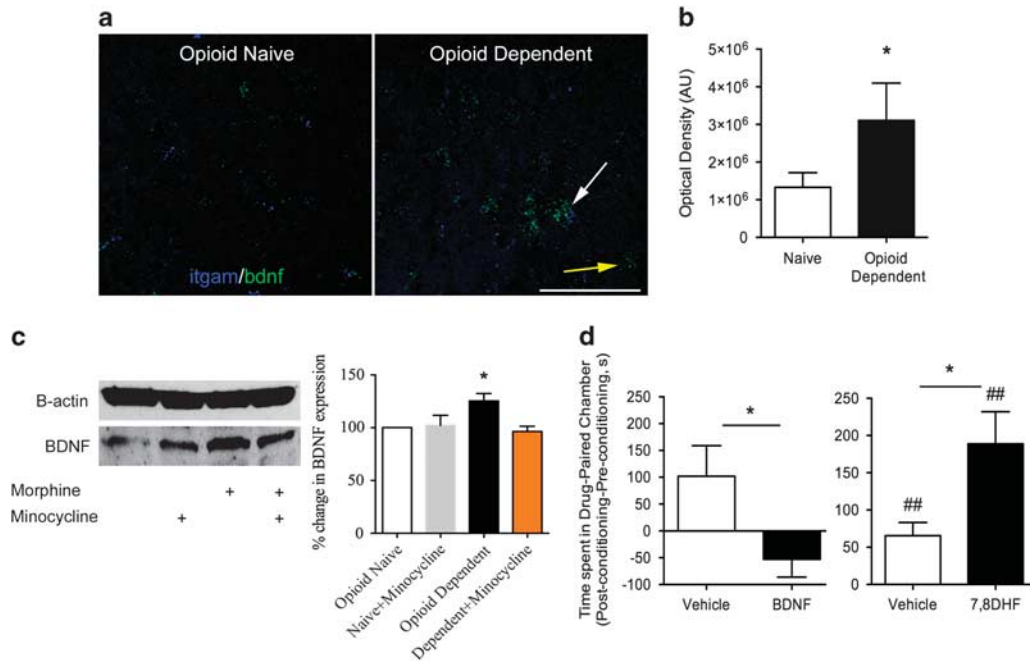 a
Opioid Naive
Opioid Dependent
itgam/bdnf
b
Optical Density (AU)
5×10⁶
4×10⁶
3×10⁶
2×10⁶
1×10⁶
0
*
Naive
Opioid
Dependent
c
B-actin
BDNF
Morphine + +
Minocycline + +
% change in BDNF expression
150
100
50
0
*
Opioid Naive
Naive+Minocycline
Opioid Dependent
Dependent+Minocycline
d
Time spent in Drug-Paired Chamber
(Post-conditioning-Pre-conditioning, s)
250
200
150
100
50
0
-50
-100
*
Vehicle
BDNF
250
200
150
100
50
0
*
##
##
Vehicle
7,8DHF